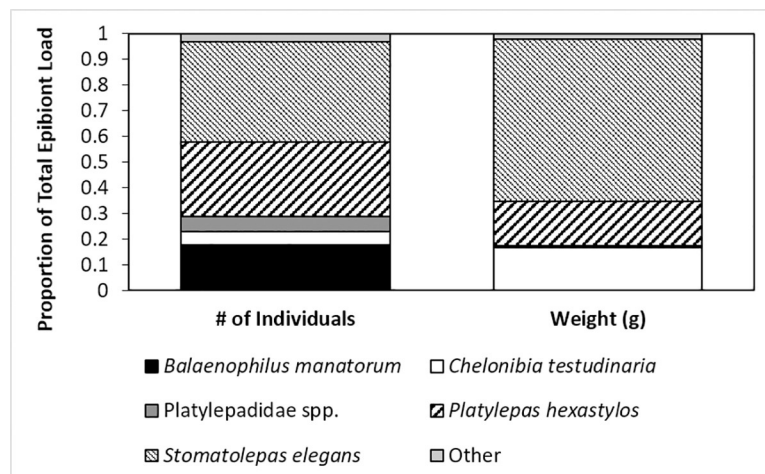 Proportion of Total Epibiont Load
1
0.9
0.8
0.7
0.6
0.5
0.4
0.3
0.2
0.1
0
# of Individuals Weight (g)
Balaenophilus manatorum Chelonibia testudinaria
Platylepadidae spp. Platylepas hexastylos
Stomatolepas elegans Other